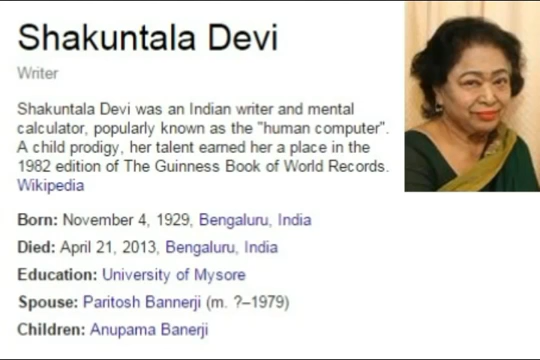 Shakuntala Devi
Writer
Shakuntala Devi was an Indian writer and mental
calculator, popularly known as the "human computer".
A child prodigy, her talent earned her a place in the
1982 edition of The Guinness Book of World Records.
Wikipedia
Born: November 4, 1929, Bengaluru, India
Died: April 21, 2013, Bengaluru, India
Education: University of Mysore
Spouse: Paritosh Bannerji (m. ?–1979)
Children: Anupama Banerji